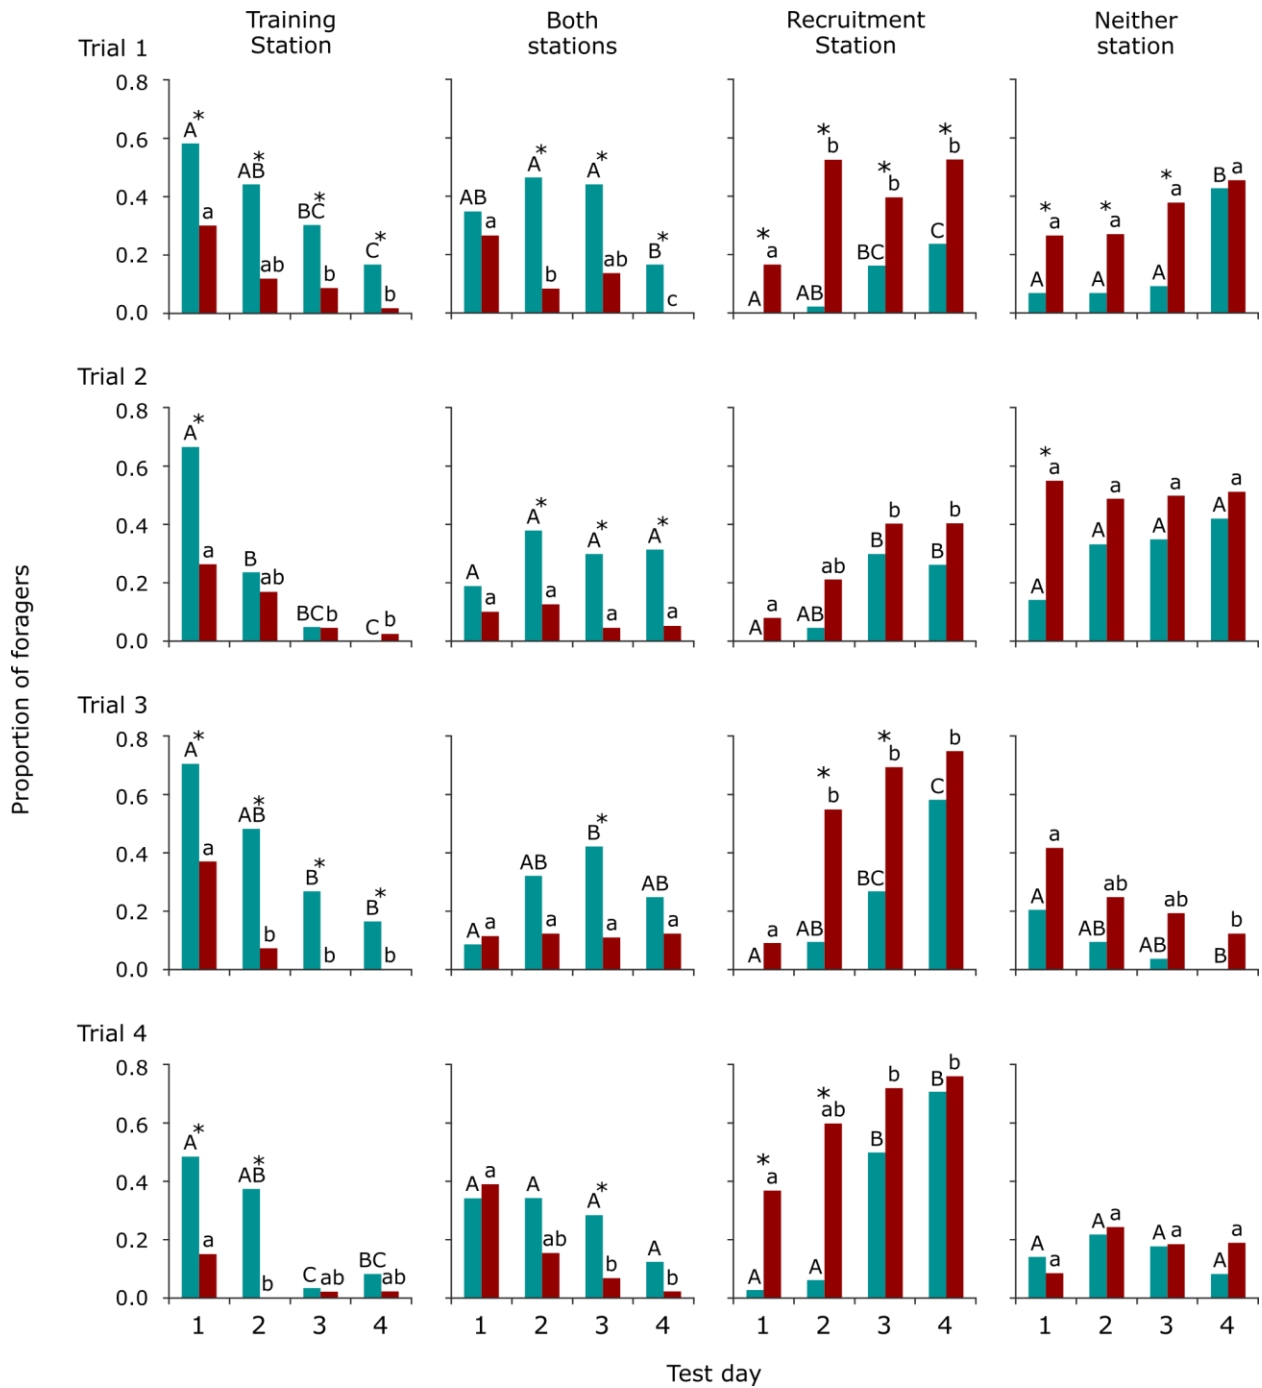 Training Station
Both stations
Recruitment Station
Neither station
Proportion of foragers
Trial 1
0.8
0.6
0.4
0.2
0.0
A* a AB* ab BC* b C* b
AB a A* b A* ab B* c
A * a AB * b BC * b C * b
A * a A * a A * a B a
Trial 2
0.8
0.6
0.4
0.2
0.0
A* a B ab BC b C b
A a A* a A* a A* a
A a AB ab B b B b
A * a A a A a A a
Trial 3
0.8
0.6
0.4
0.2
0.0
A* a AB* b B* b B* b
A a AB a B* a AB a
A a AB * b BC * b C b
A a AB ab AB ab B b
Trial 4
0.8
0.6
0.4
0.2
0.0
A* a AB* b C ab BC ab
A a A ab A* b A b
A * a A * ab B b B b
A a A a A a A a
1 2 3 4
1 2 3 4
1 2 3 4
1 2 3 4
Test day